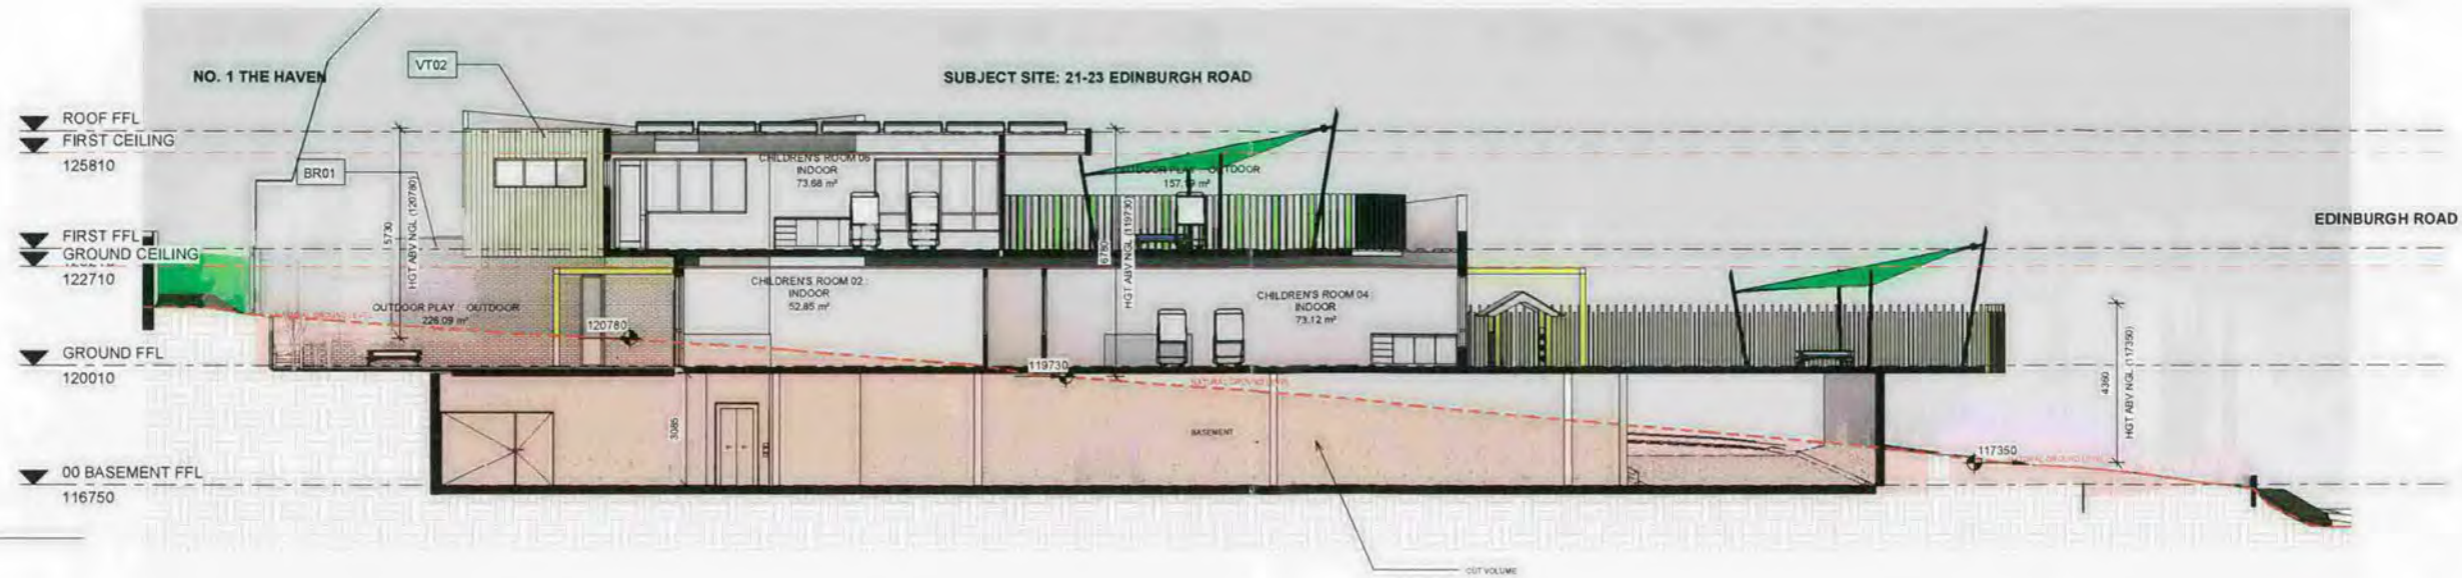 NO. 1 THE HAVEN
VT02
SUBJECT SITE: 21-23 EDINBURGH ROAD
ROOF FFL
FIRST CEILING
125810
BR01
CHILDREN'S ROOM 06
INDOOR
73.68 m²
OUTDOOR
EDINBURGH ROAD
FIRST FFL
GROUND CEILING
122710
5730
HGT ABV NGL (120780)
6780
HGT ABV NGL (119730)
CHILDREN'S ROOM 02 :
INDOOR
52.85 m²
CHILDREN'S ROOM 04 :
INDOOR
73.12 m²
OUTDOOR PLAY : OUTDOOR
226.09 m²
120780
GROUND FFL
120010
119730
NATURAL GROUND LEVEL
4360
HGT ABV NGL (117350)
3085
BASEMENT
117350
00 BASEMENT FFL
116750
CUT VOLUME